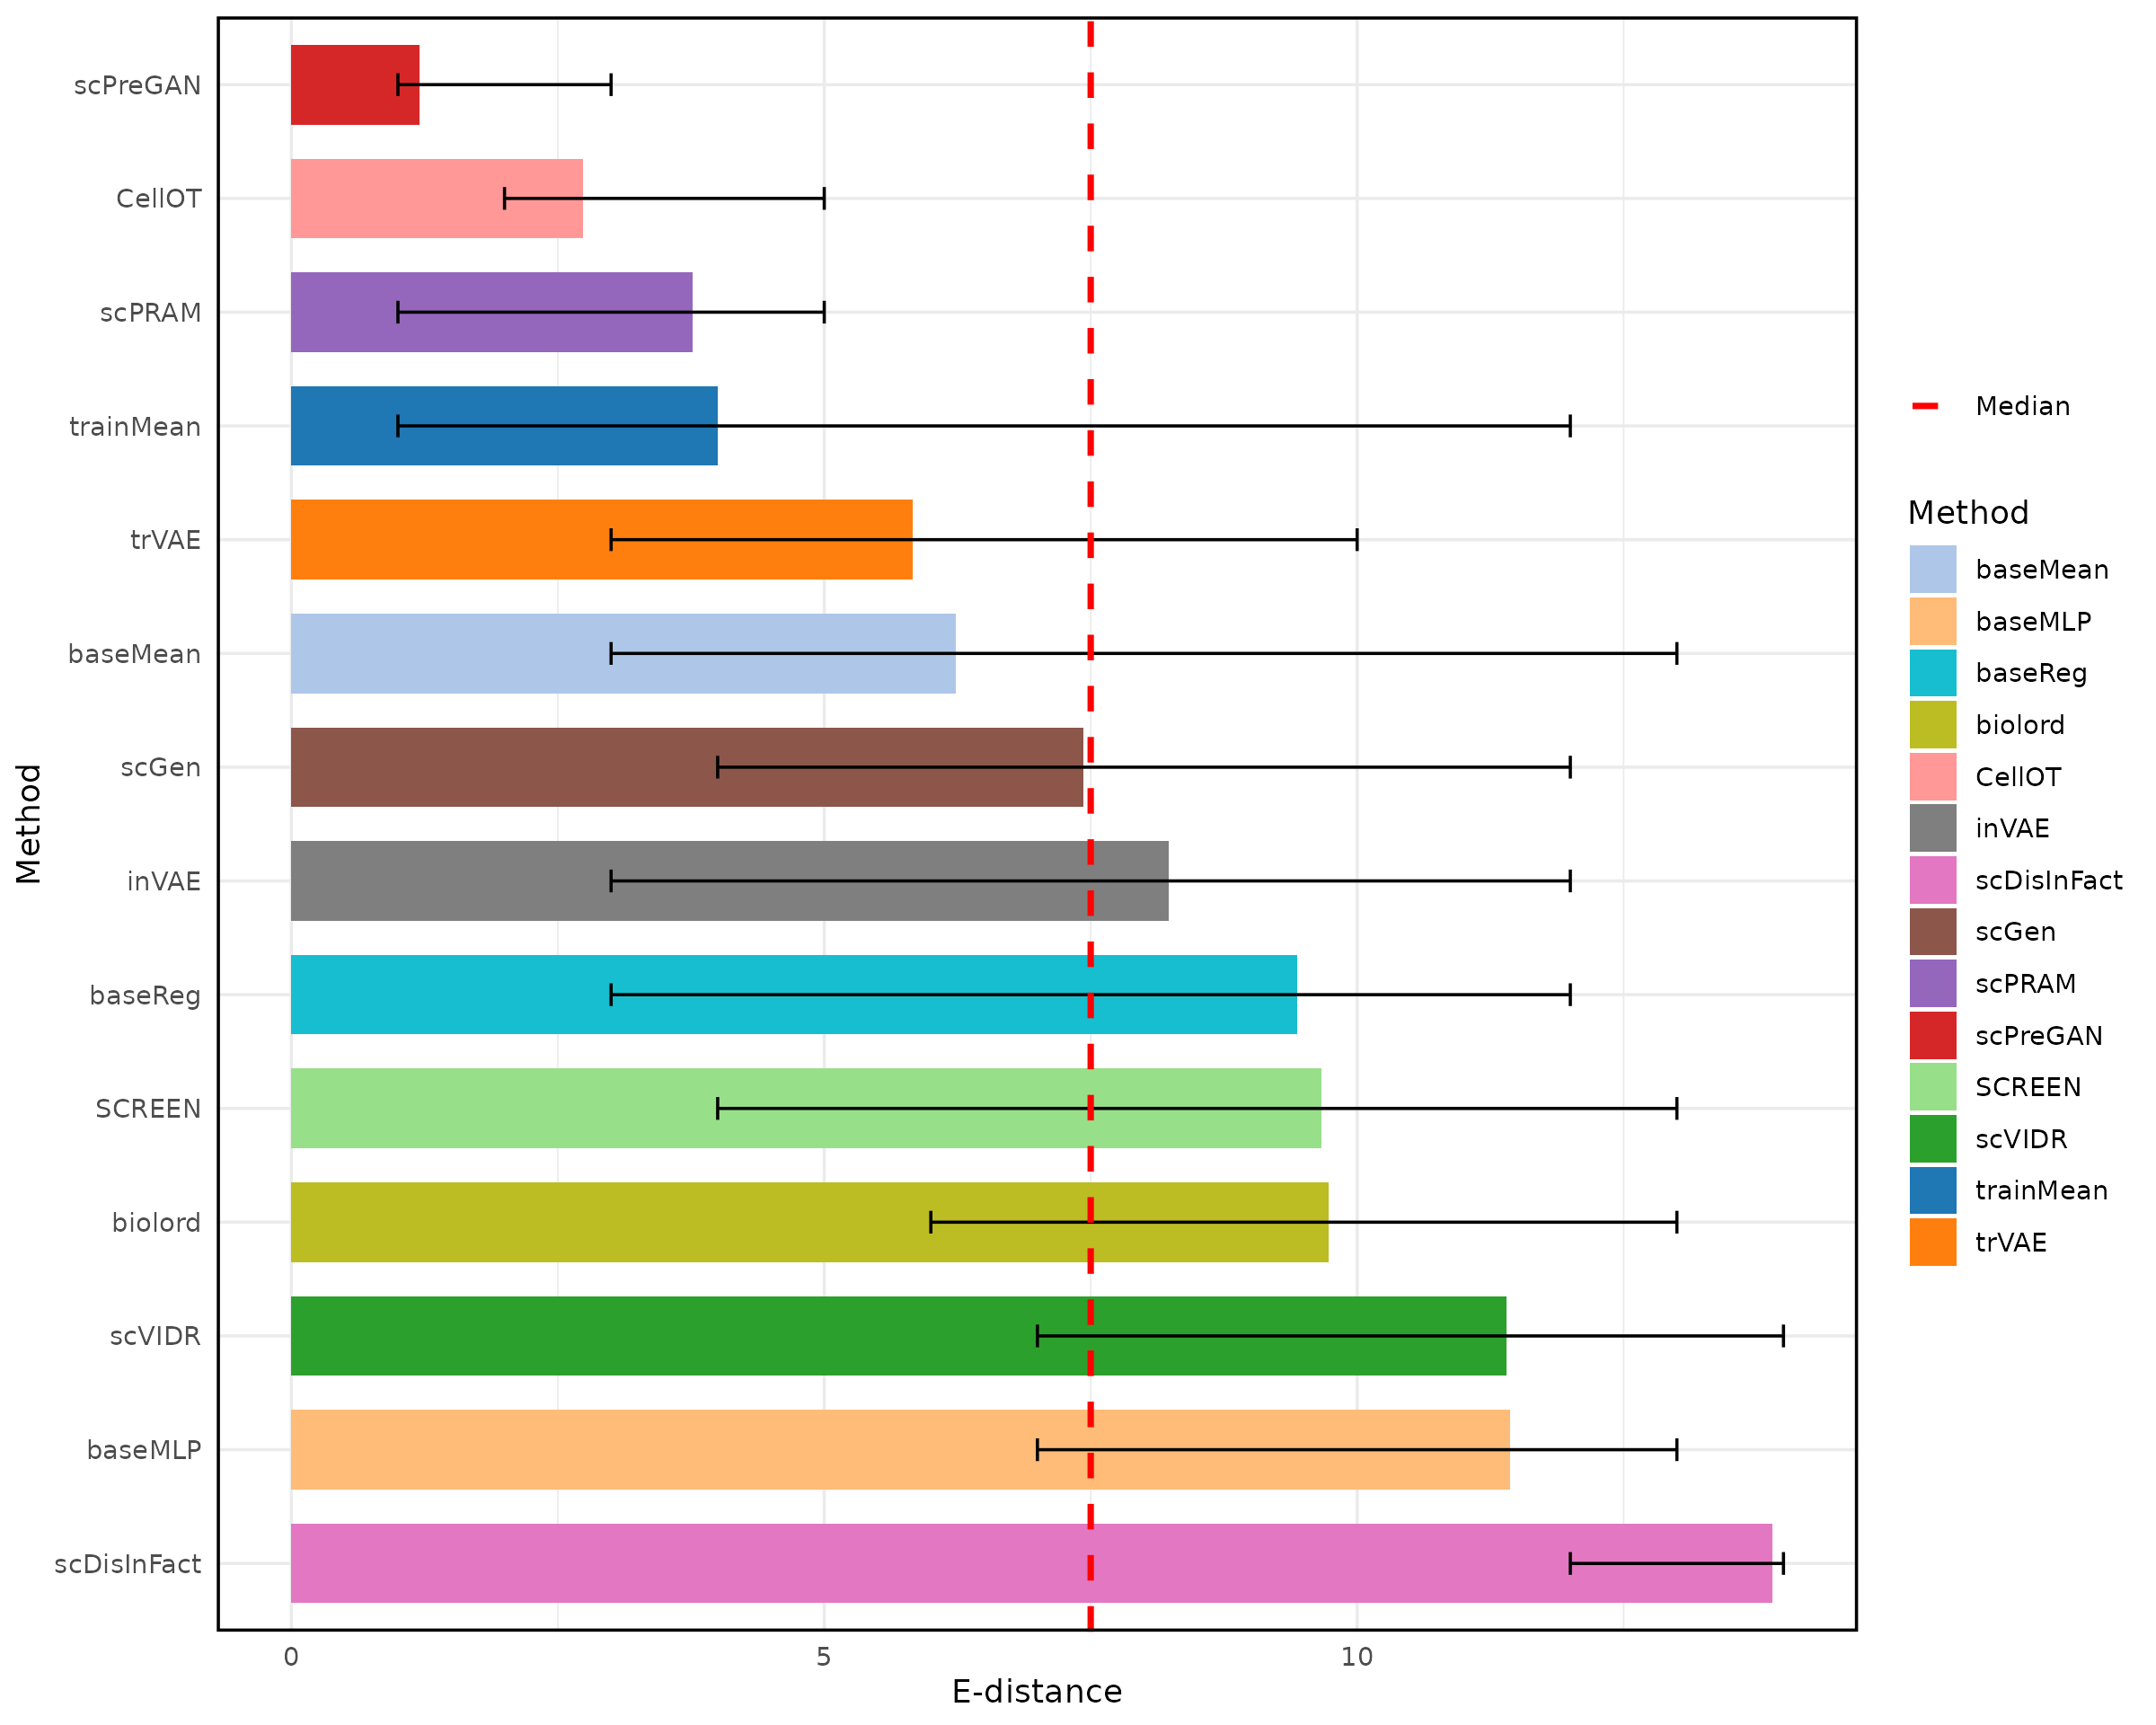 scPreGAN
CellOT
scPRAM
trainMean
trVAE
baseMean
scGen
inVAE
baseReg
SCREEN
biolord
scVIDR
baseMLP
scDisInFact
Method
0 5 10
E-distance
Median
Method
baseMean
baseMLP
baseReg
biolord
CellOT
inVAE
scDisInFact
scGen
scPRAM
scPreGAN
SCREEN
scVIDR
trainMean
trVAE